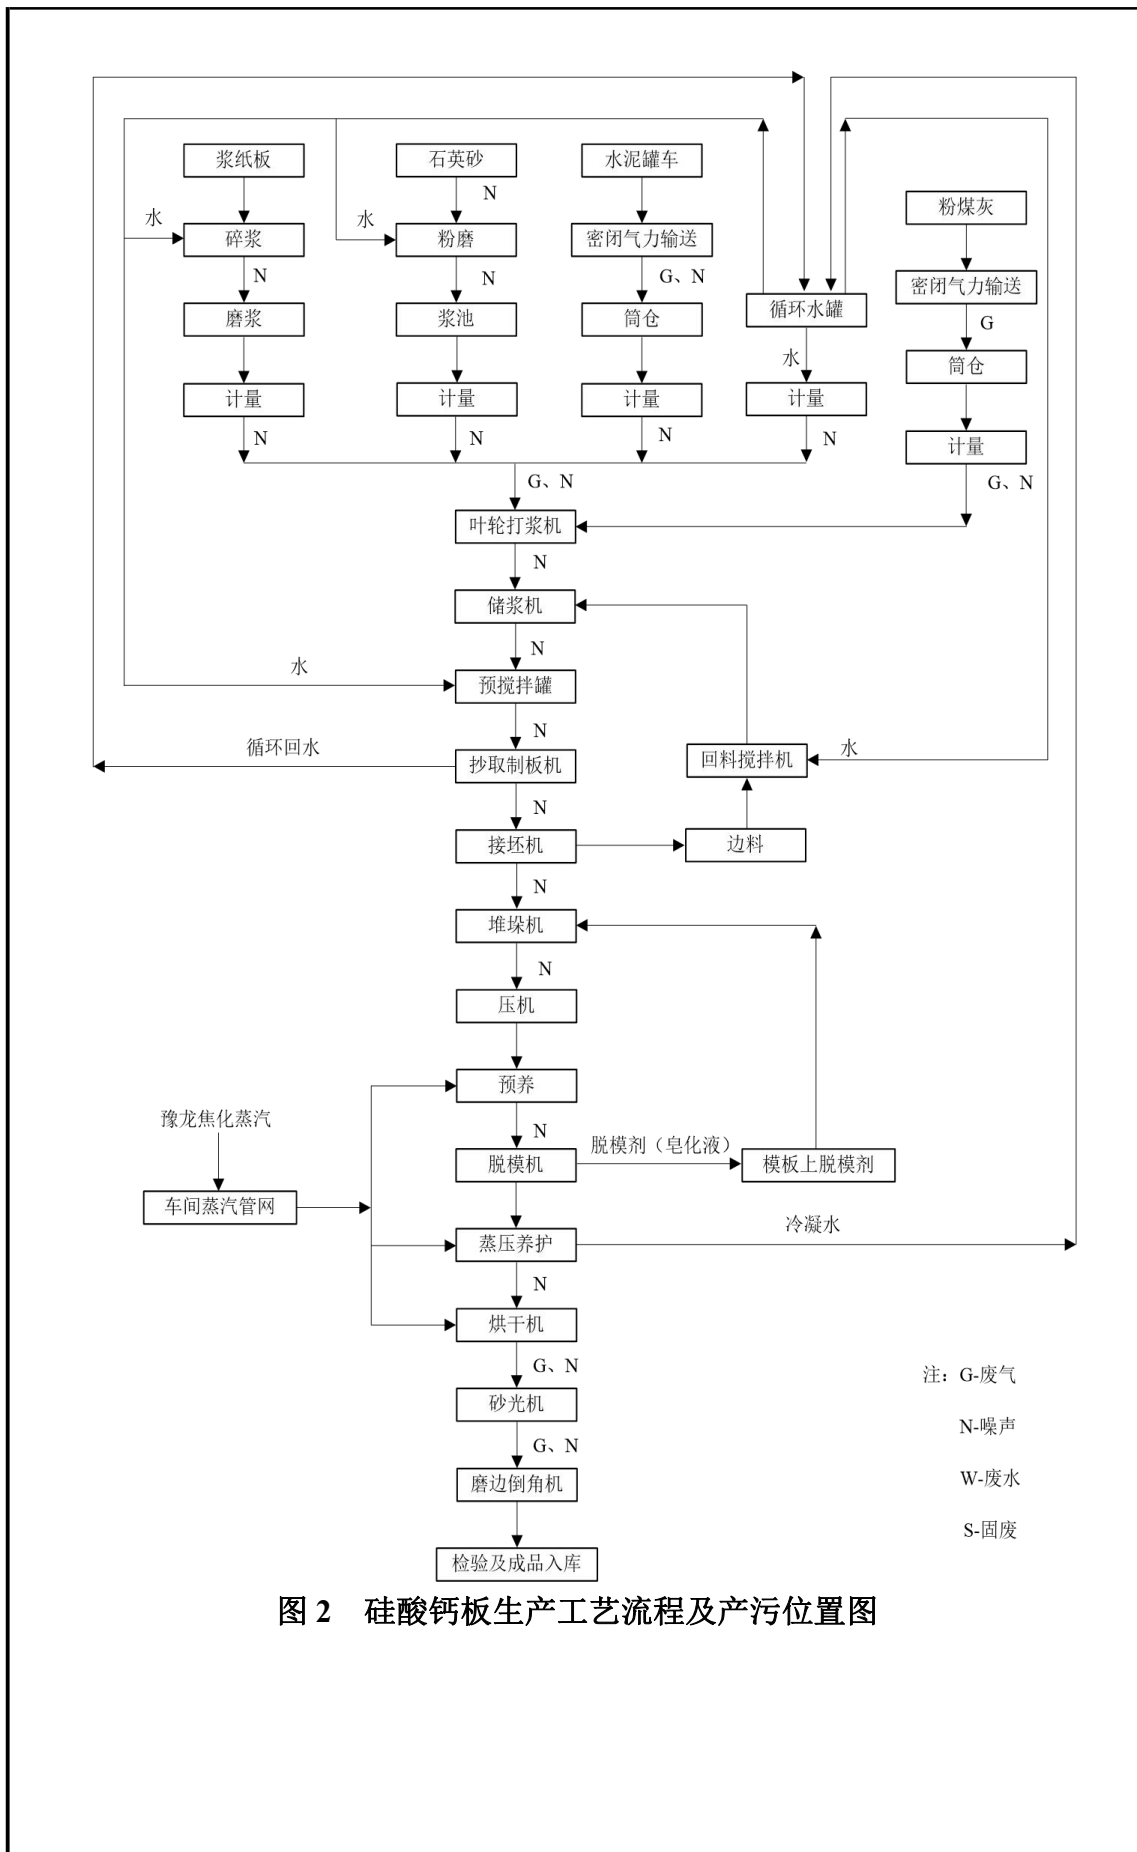 浆纸板
石英砂
水泥罐车
N
粉煤灰
水
碎浆
水
粉磨
密闭气力输送
N
N
G、N
密闭气力输送
磨浆
浆池
筒仓
循环水罐
G
水
筒仓
计量
计量
计量
计量
N
N
N
N
计量
G、N
G、N
叶轮打浆机
N
储浆机
N
水
预搅拌罐
N
循环回水
抄取制板机
回料搅拌机
水
N
接坯机
边料
N
堆垛机
N
压机
预养
豫龙焦化蒸汽
N
脱模剂（皂化液）
脱模机
模板上脱模剂
车间蒸汽管网
冷凝水
蒸压养护
N
烘干机
G、N
注：G-废气
砂光机
N-噪声
G、N
磨边倒角机
W-废水
S-固废
检验及成品入库
图 2 硅酸钙板生产工艺流程及产污位置图